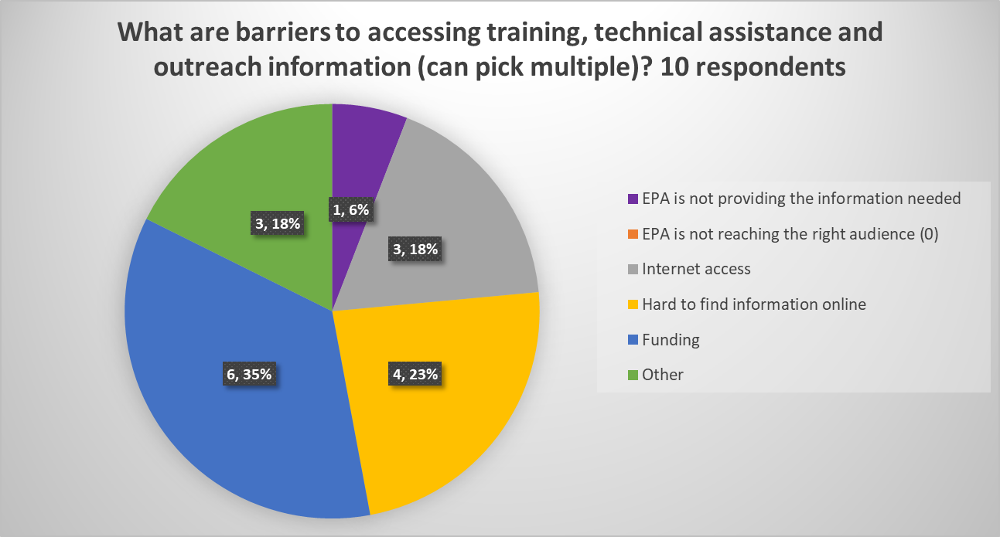 What are barriers to accessing training, technical assistance and
outreach information (can pick multiple)? 10 respondents
1, 6%
3, 18%
3, 18%
4, 23%
6, 35%
EPA is not providing the information needed
EPA is not reaching the right audience (0)
Internet access
Hard to find information online
Funding
Other